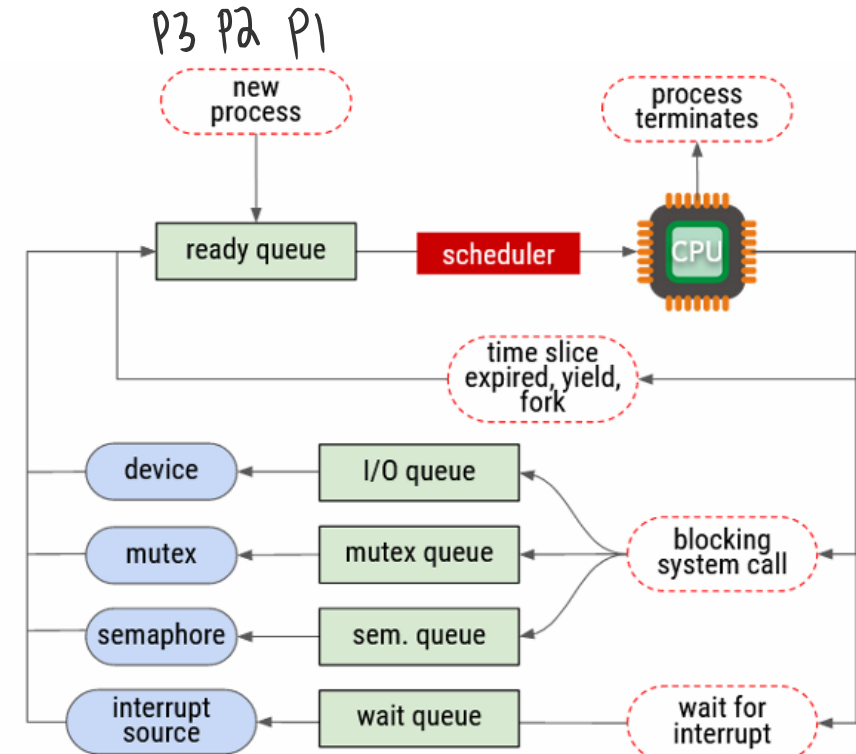 P3 P2 P1
new
process
process
terminates
ready queue
scheduler
CPU
time slice
expired, yield,
fork
device
I/O queue
mutex
mutex queue
blocking
system call
semaphore
sem. queue
interrupt
source
wait queue
wait for
interrupt